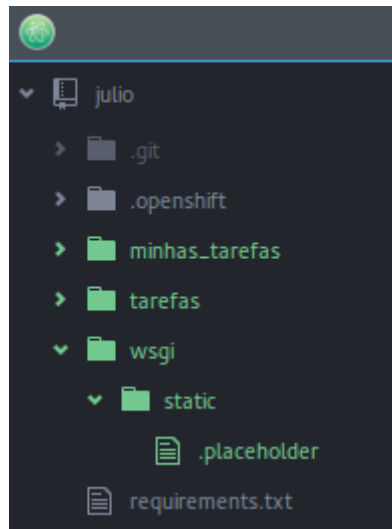 julio
.git
.openshift
minhas_tarefas
tarefas
wsgi
static
.placeholder
requirements.txt